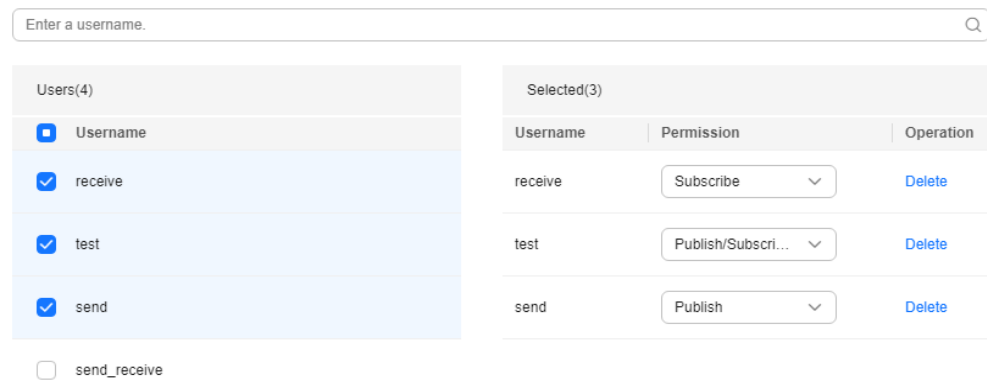 Enter a username.
Users(4)
Selected(3)
Username
Username Permission Operation
receive
receive Subscribe Delete
test
test Publish/Subscri... Delete
send
send Publish Delete
send_receive